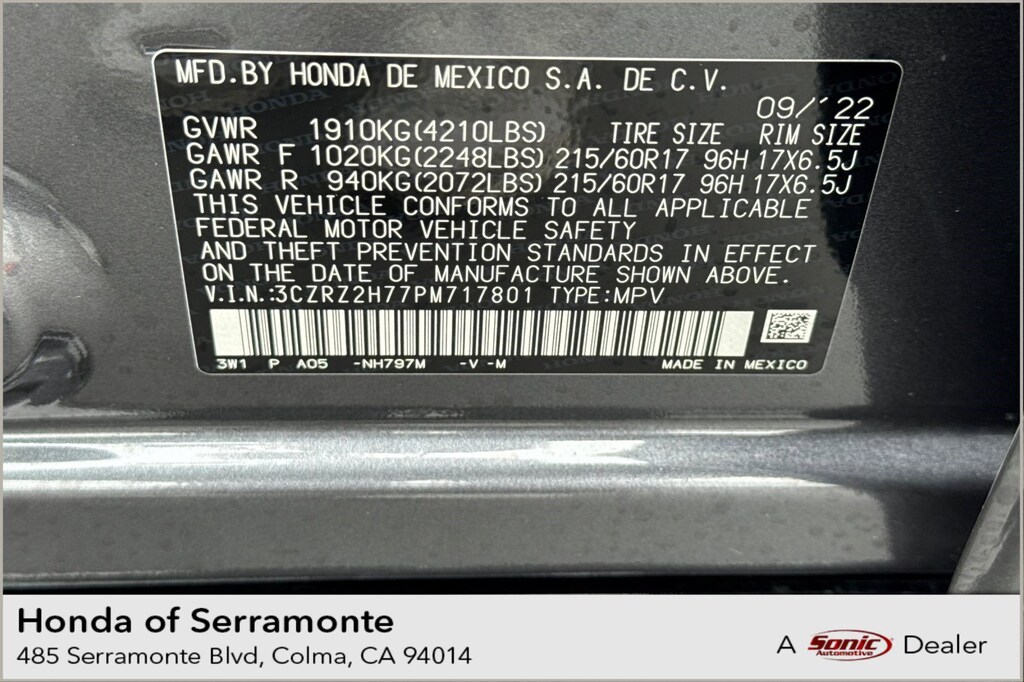 MFD.BY HONDA DE MEXICO S.A. DE C.V.
09/´22
GVWR 1910KG(4210LBS) TIRE SIZE RIM SIZE
GAWR F 1020KG(2248LBS) 215/60R17 96H 17X6.5J
GAWR R 940KG(2072LBS) 215/60R17 96H 17X6.5J
THIS VEHICLE CONFORMS TO ALL APPLICABLE
FEDERAL MOTOR VEHICLE SAFETY
AND THEFT PREVENTION STANDARDS IN EFFECT
ON THE DATE OF MANUFACTURE SHOWN ABOVE.
V.I.N.:3CZRZ2H77PM717801 TYPE:MPV
3W1 P A05 -NH797M -V -M MADE IN MEXICO
Honda of Serramonte
485 Serramonte Blvd, Colma, CA 94014
A Sonic Automotive Dealer